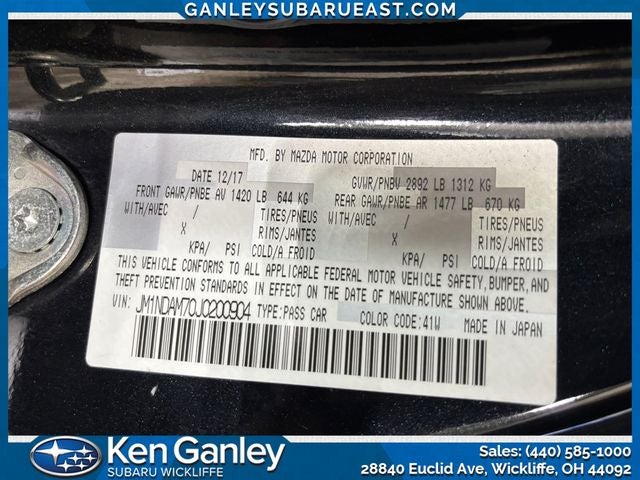 GANLEYSUBARUEAST.COM
MFD. BY MAZDA MOTOR CORPORATION
DATE 12/17 GVWR/PNBV 2892 LB 1312 KG
FRONT GAWR/PNBE AV 1420 LB 644 KG REAR GAWR/PNBE AR 1477 LB 670 KG
WITH/AVEC / TIRES/PNEUS WITH/AVEC / TIRES/PNEUS
X RIMS/JANTES X RIMS/JANTES
KPA/ PSI COLD/A FROID KPA/ PSI COLD/A FROID
THIS VEHICLE CONFORMS TO ALL APPLICABLE FEDERAL MOTOR VEHICLE SAFETY, BUMPER, AND
THEFT PREVENTION STANDARDS IN EFFECT ON THE DATE OF MANUFACTURE SHOWN ABOVE.
VIN: JM1NDAM70J0200904 TYPE:PASS CAR COLOR CODE:41W MADE IN JAPAN
Ken Ganley
SUBARU WICKLIFFE
Sales: (440) 585-1000
28840 Euclid Ave, Wickliffe, OH 44092